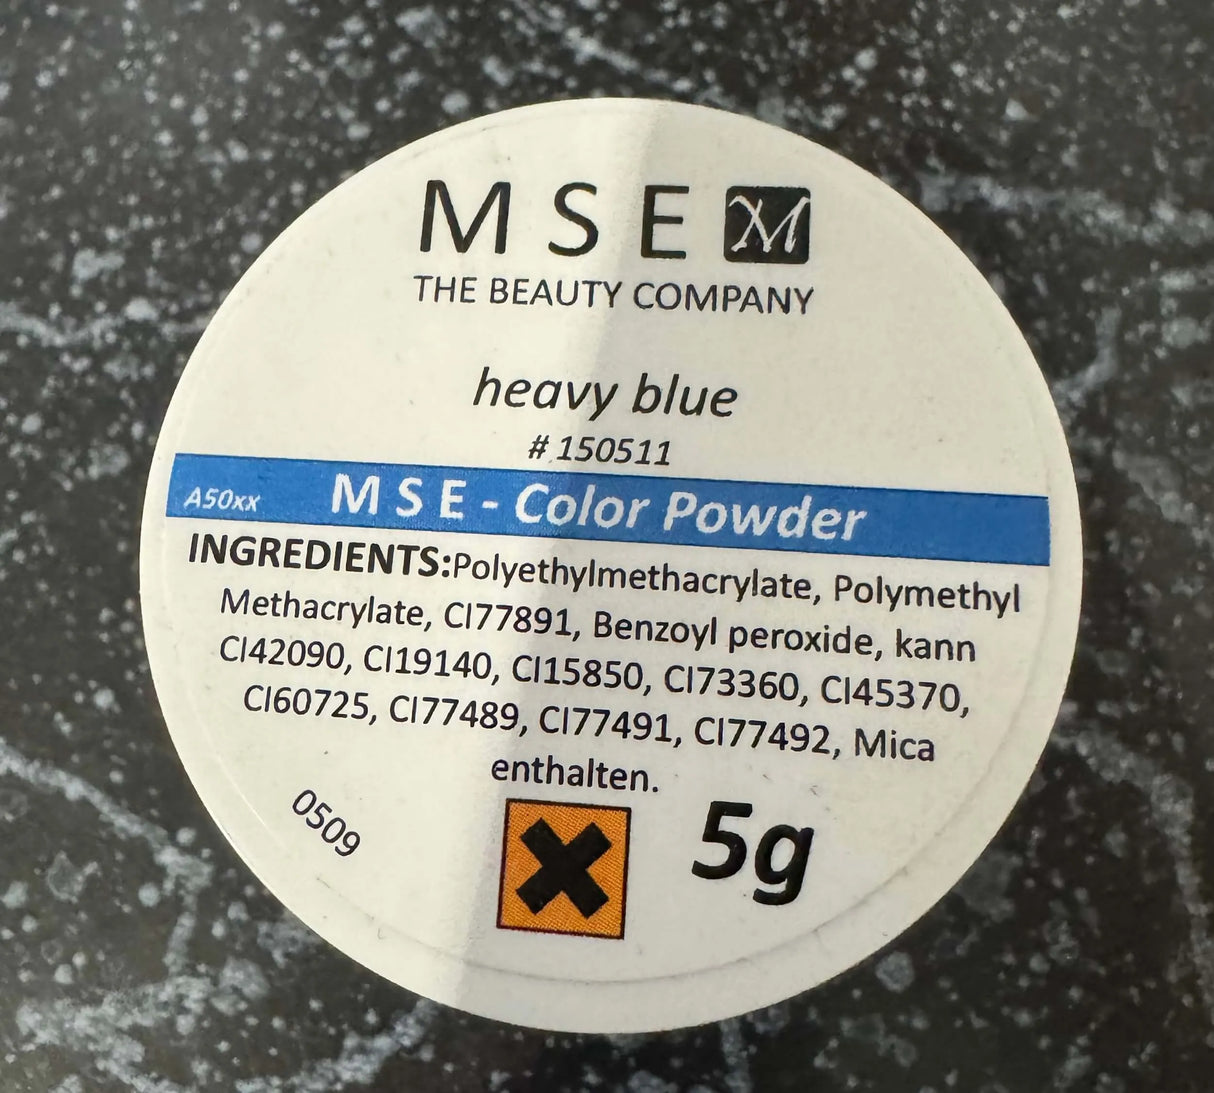 MSE M
THE BEAUTY COMPANY
heavy blue
# 150511
A50xx MSE - Color Powder
INGREDIENTS:Polyethylmethacrylate, Polymethyl
Methacrylate, CI77891, Benzoyl peroxide, kann
CI42090, CI19140, CI15850, CI73360, CI45370,
CI60725, CI77489, CI77491, CI77492, Mica
enthalten.
0509
5g